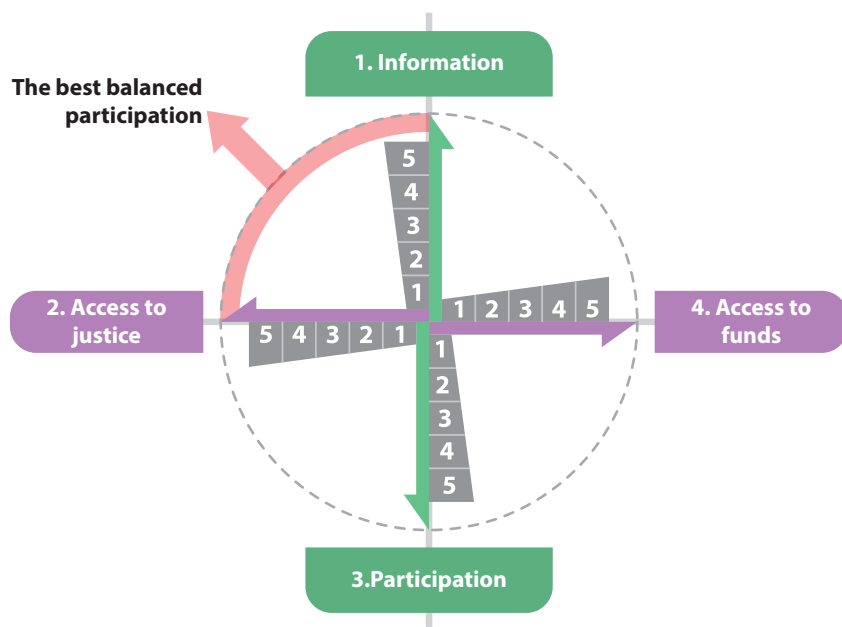 1. Information
The best balanced
participation
5
4
3
2
1
2. Access to
justice
5 4 3 2 1
1 2 3 4 5
4. Access to
funds
1
2
3
4
5
3.Participation